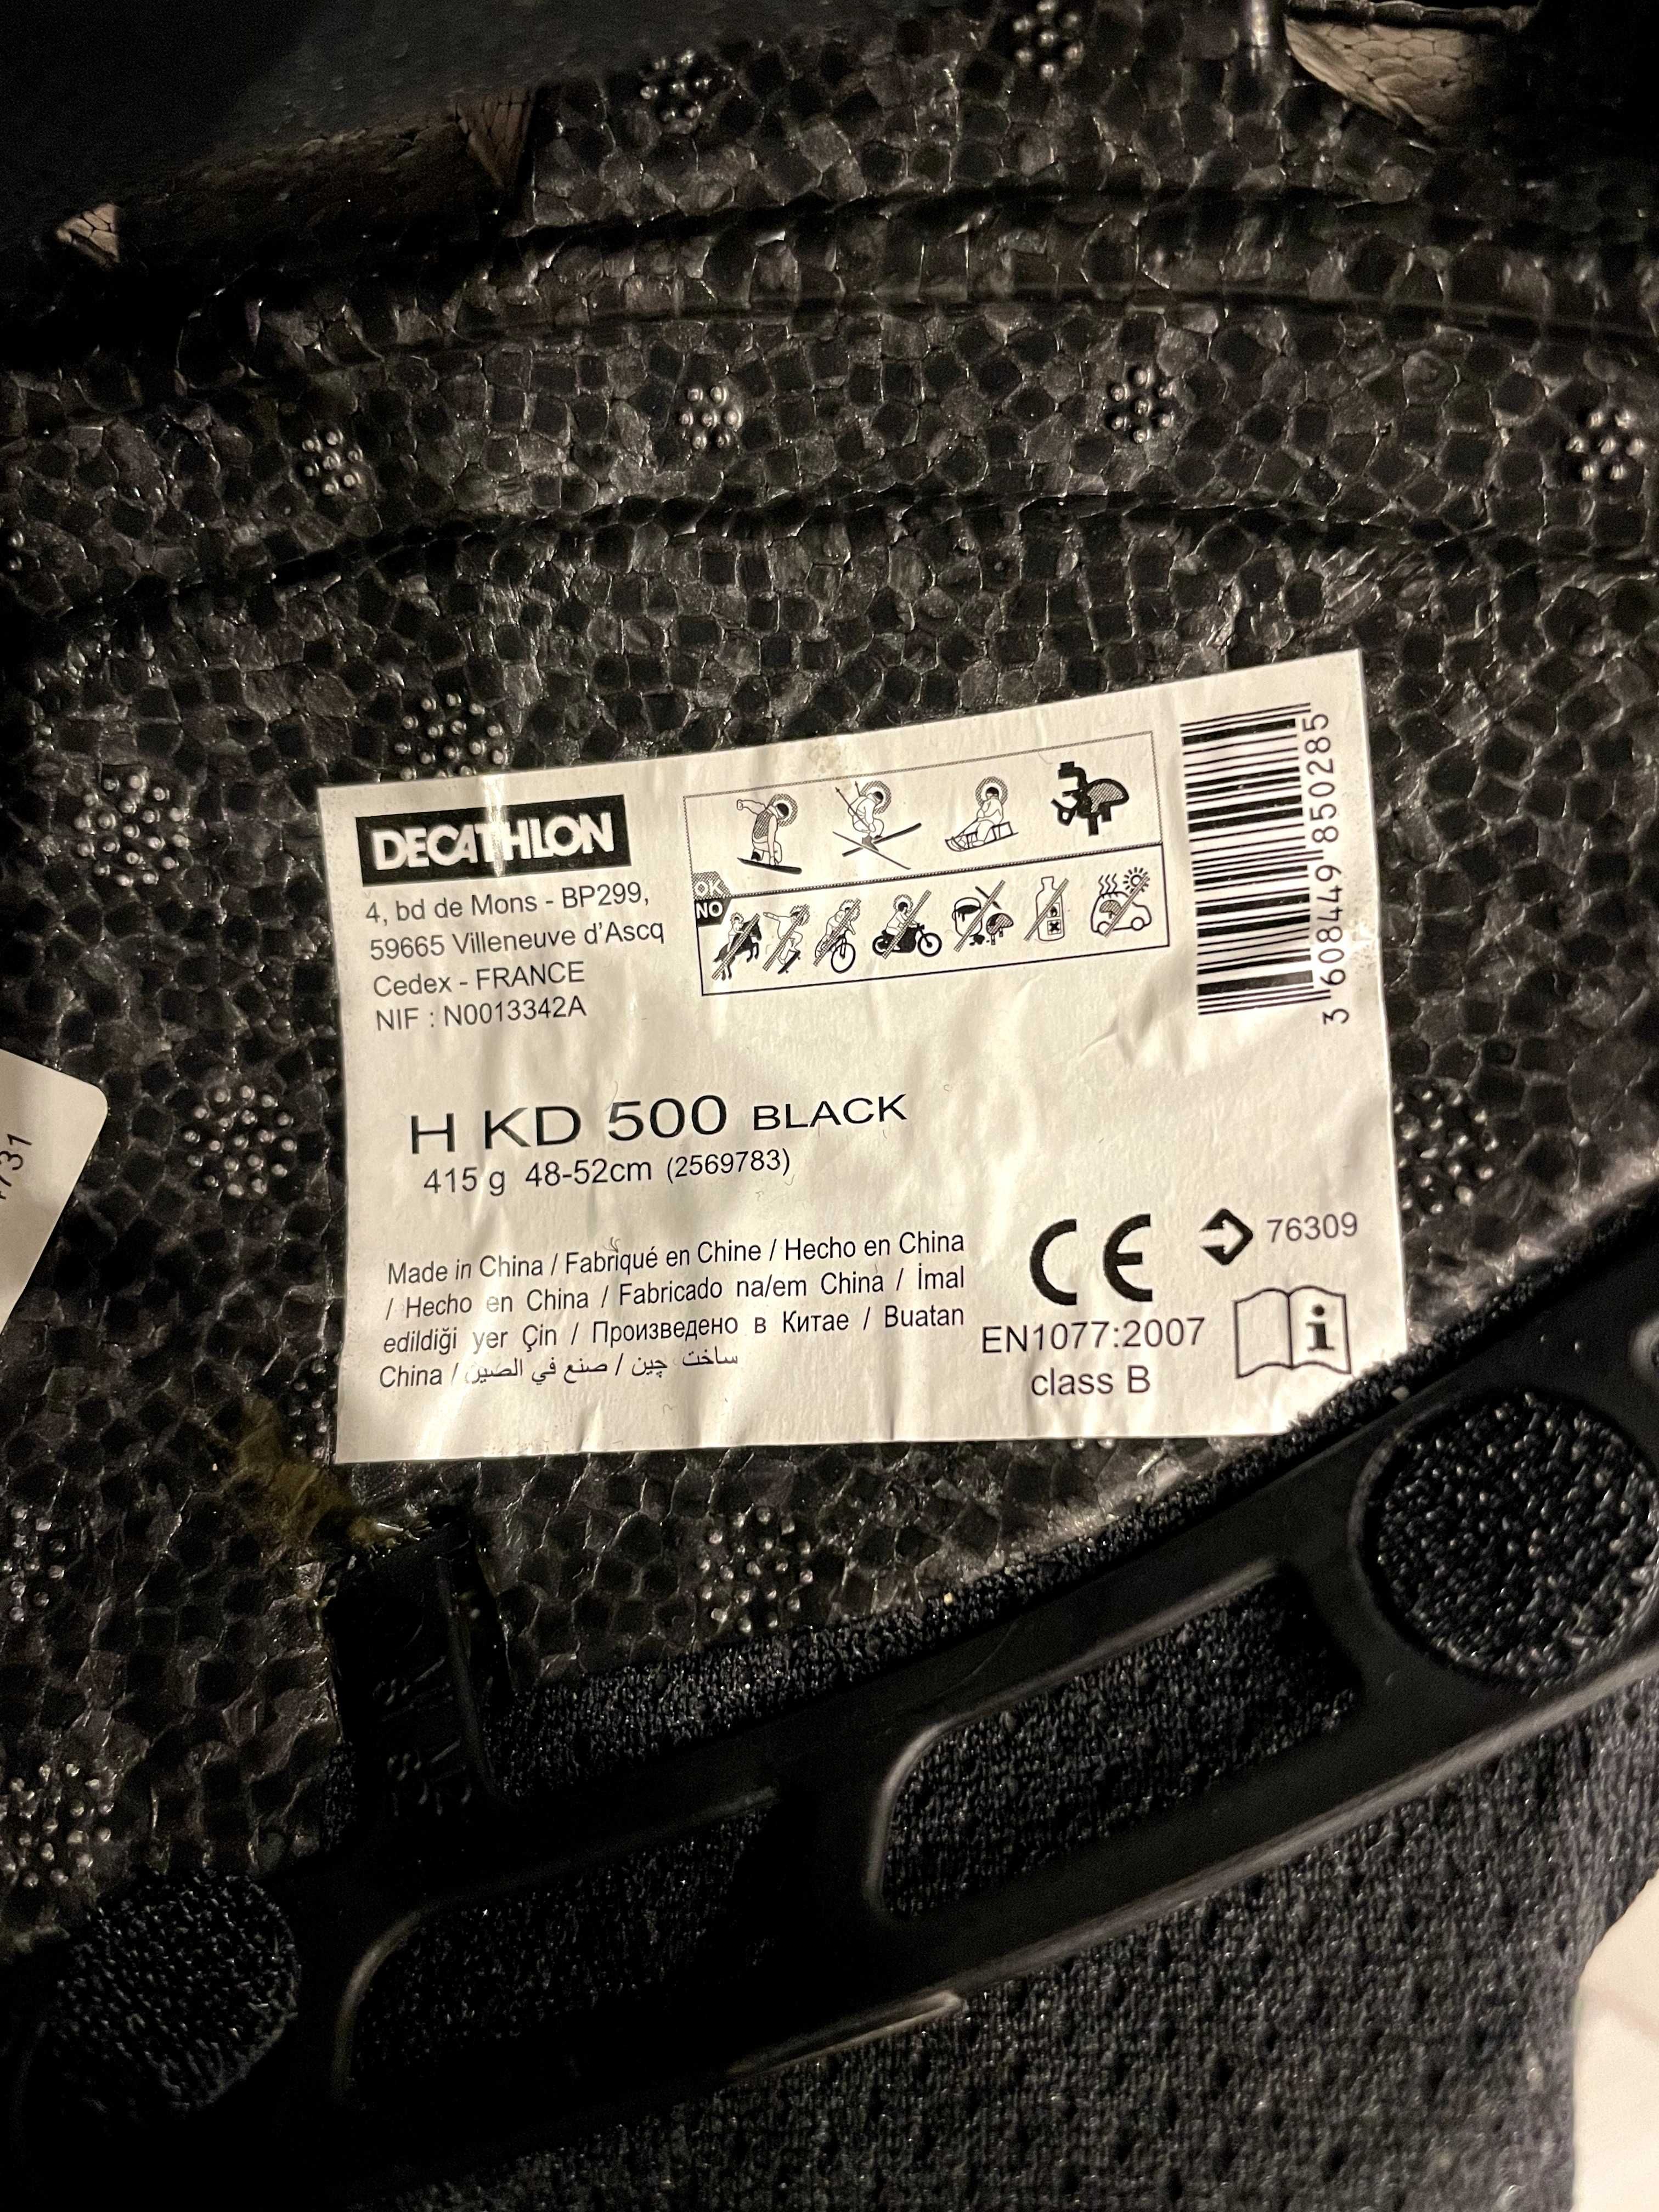 DECATHLON
4, bd de Mons - BP299,
59665 Villeneuve d'Ascq
Cedex - FRANCE
NIF : N0013342A
OK
NO
3 608449 850285
H KD 500 BLACK
415 g 48-52cm (2569783)
Made in China / Fabriqué en Chine / Hecho en China
/ Hecho en China / Fabricado na/em China / İmal
edildiği yer Çin / Произведено в Китае / Buatan
China / صنع في الصين / ساخت چین
CE
76309
EN1077:2007
class B
i
731